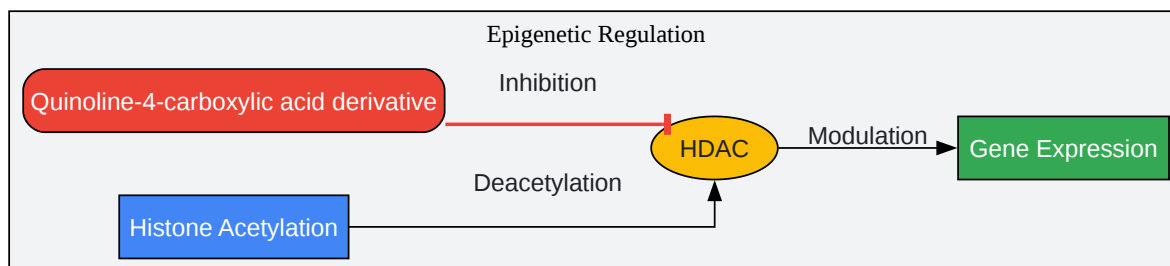 Epigenetic Regulation
Inhibition
Quinoline-4-carboxylic acid derivative
HDAC
Modulation
Gene Expression
Deacetylation
Histone Acetylation